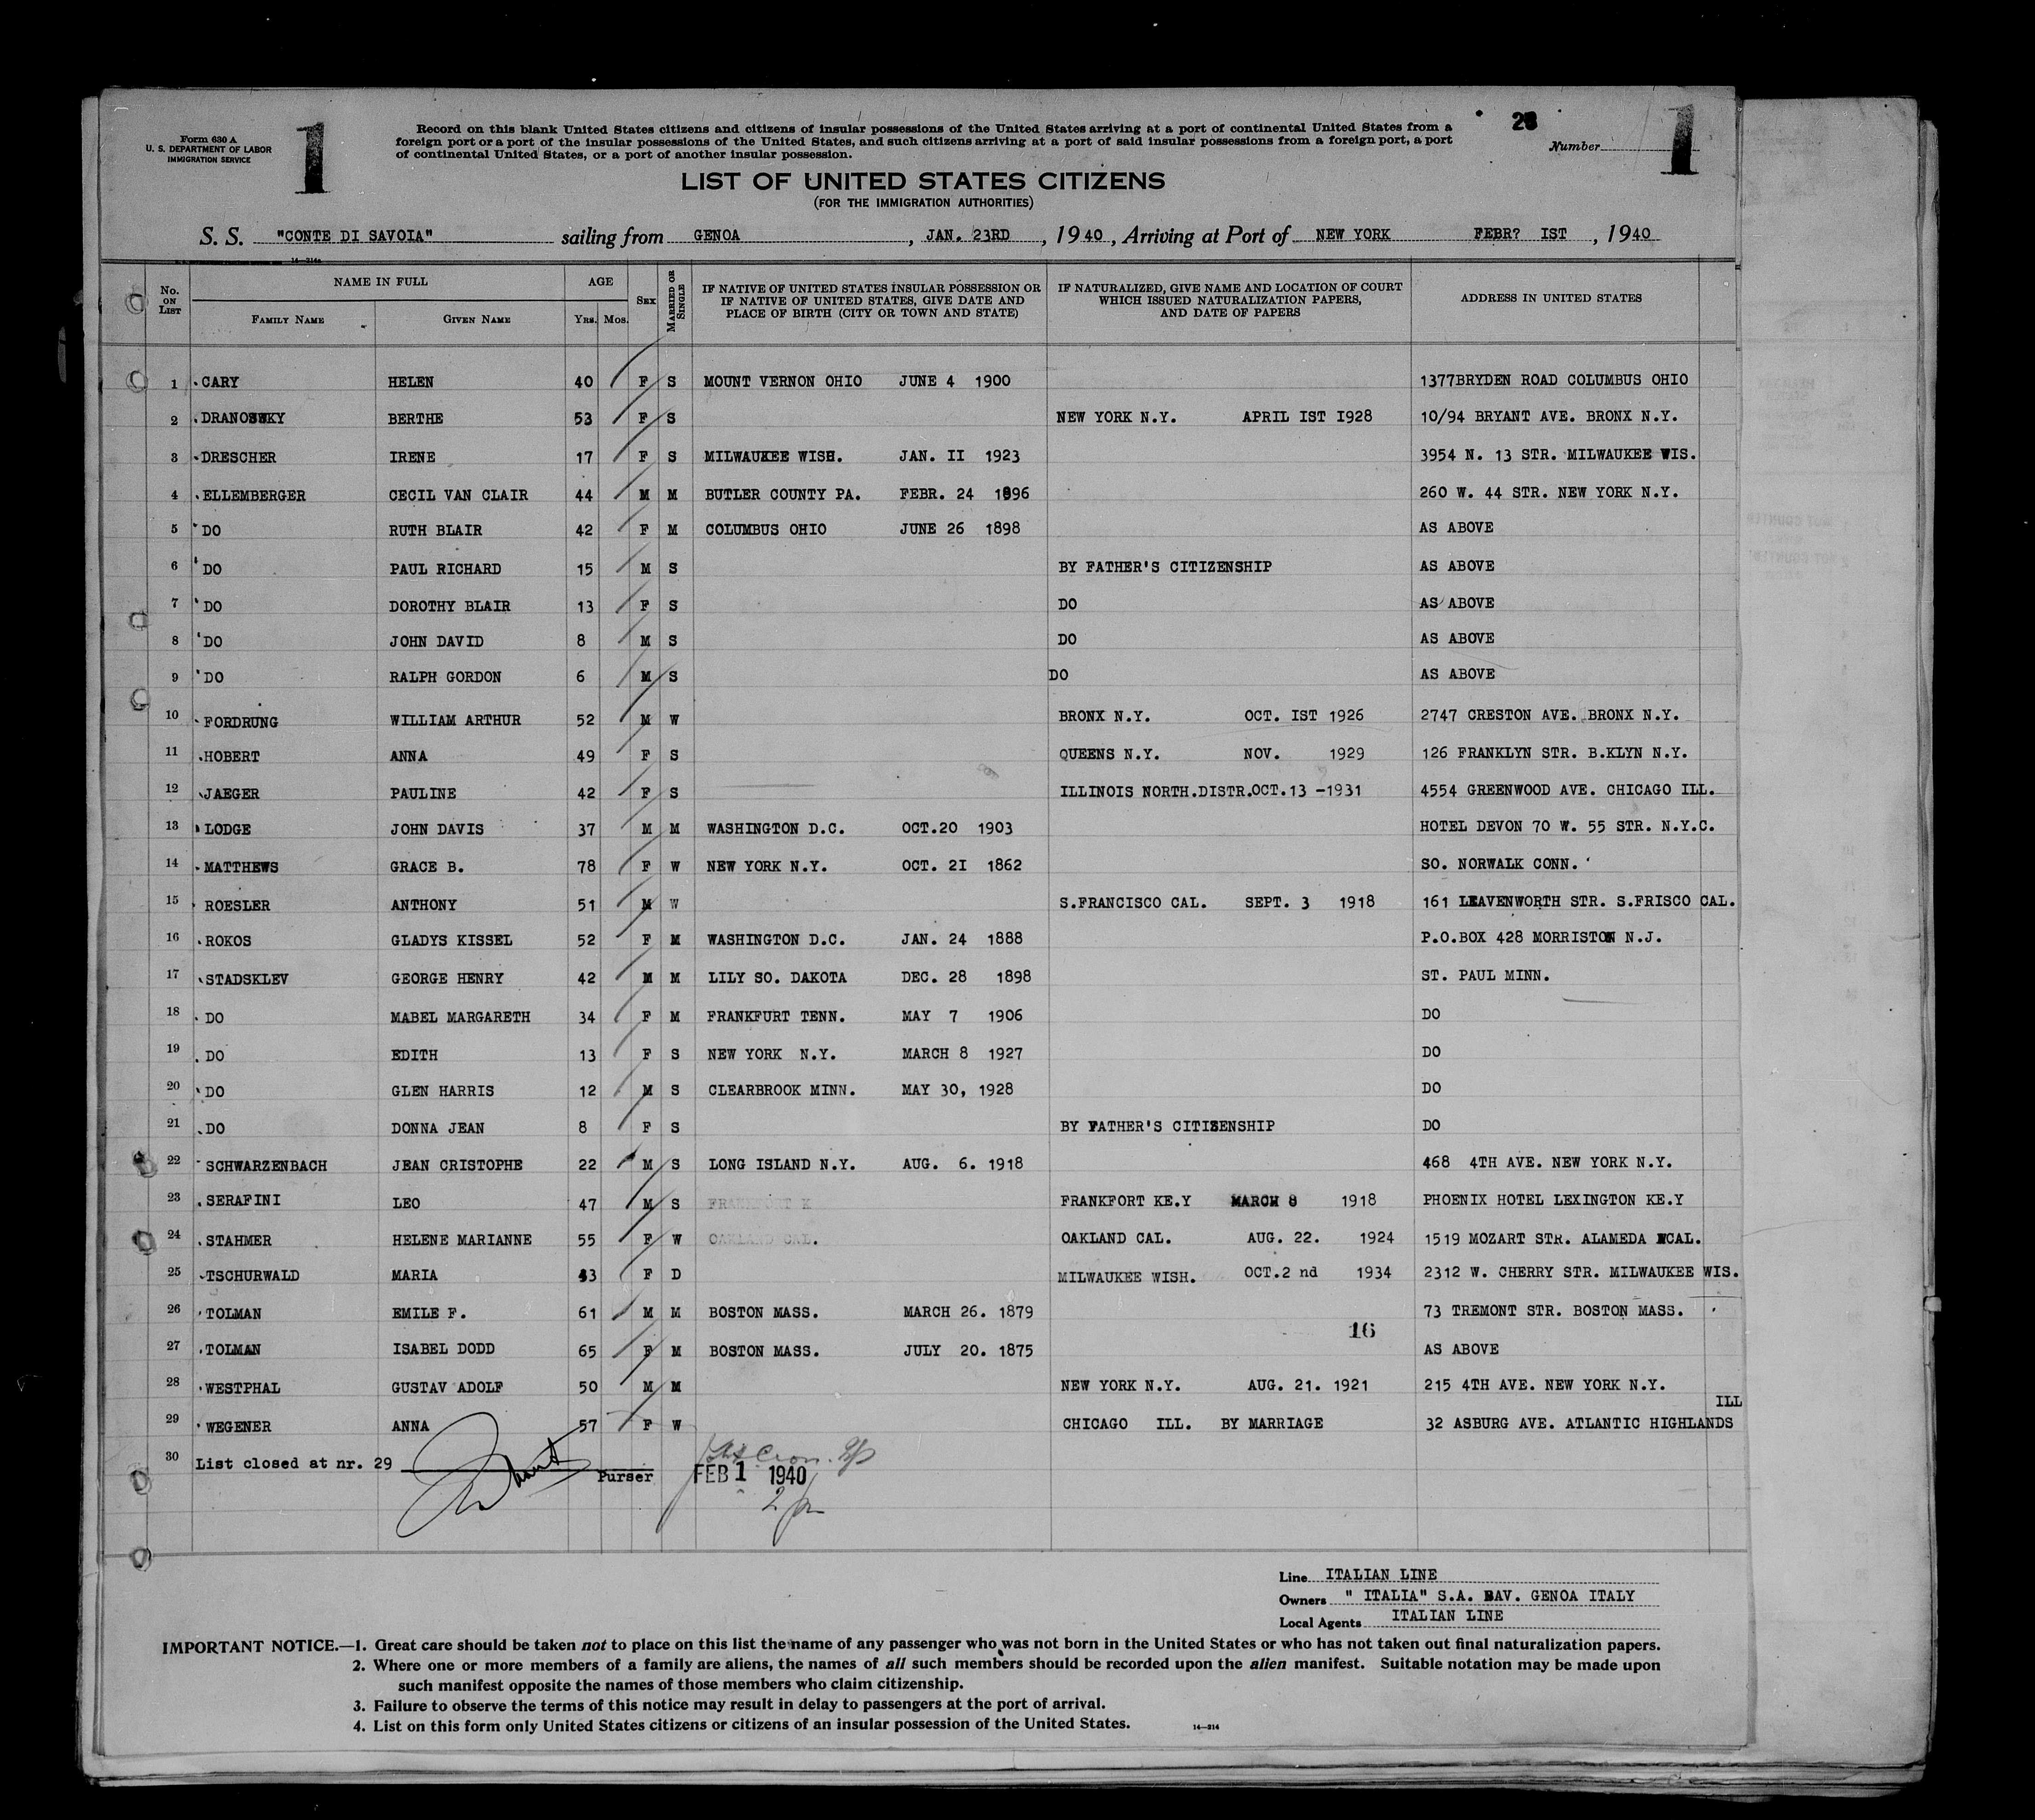 Form 630 A
U. S. DEPARTMENT OF LABOR
IMMIGRATION SERVICE
1
Record on this blank United States citizens and citizens of insular possessions of the United States arriving at a port of continental United States from a
foreign port or a port of the insular possessions of the United States, and such citizens arriving at a port of said insular possessions from a foreign port, a port
of continental United States, or a port of another insular possession.
Number
1
LIST OF UNITED STATES CITIZENS
(FOR THE IMMIGRATION AUTHORITIES)
S. S. "CONTE DI SAVOIA" sailing from GENOA, JAN. 23RD, 1940, Arriving at Port of NEW YORK FEBR? IST, 1940
14—314a
No. ON LIST NAME IN FULL AGE SEX MARRIED OR SINGLE IF NATIVE OF UNITED STATES INSULAR POSSESSION OR IF NATIVE OF UNITED STATES, GIVE DATE AND PLACE OF BIRTH (CITY OR TOWN AND STATE) IF NATURALIZED, GIVE NAME AND LOCATION OF COURT WHICH ISSUED NATURALIZATION PAPERS, AND DATE OF PAPERS ADDRESS IN UNITED STATES
FAMILY NAME GIVEN NAME YRS. MOS.
1 CARY HELEN 40 F S MOUNT VERNON OHIO JUNE 4 1900 1377BRYDEN ROAD COLUMBUS OHIO
2 BERTHE 53 F S NEW YORK N.Y. APRIL IST I928 10/94 BRYANT AVE. BRONX N.Y.
3 DRESCHER IRENE 17 F S MILWAUKEE WISH. JAN. II 1923 3954 N. 13 STR. MILWAUKEE WIS.
4 ELLEMBERGER CECIL VAN CLAIR 44 M M BUTLER COUNTY PA. FEBR. 24 1896 260 W. 44 STR. NEW YORK N.Y.
5 DO RUTH BLAIR 42 F M COLUMBUS OHIO JUNE 26 1898 AS ABOVE
6 DO PAUL RICHARD 15 M S BY FATHER'S CITIZENSHIP AS ABOVE
7 DO DOROTHY BLAIR 13 F S DO AS ABOVE
8 DO JOHN DAVID 8 M S DO AS ABOVE
9 DO RALPH GORDON 6 M S DO AS ABOVE
10 FORDRUNG WILLIAM ARTHUR 52 M W BRONX N.Y. OCT. IST 1926 2747 CRESTON AVE. BRONX N.Y.
11 HOBERT ANNA 49 F S QUEENS N.Y. NOV. 1929 126 FRANKLYN STR. B.KLYN N.Y.
12 JAEGER PAULINE 42 F S ILLINOIS NORTH.DISTR.OCT.13 -1931 4554 GREENWOOD AVE. CHICAGO ILL.
13 LODGE JOHN DAVIS 37 M M WASHINGTON D.C. OCT.20 1903 HOTEL DEVON 70 W. 55 STR. N.Y.C.
14 MATTHEWS GRACE B. 78 F W NEW YORK N.Y. OCT. 2I 1862 SO. NORWALK CONN.
15 ROESLER ANTHONY 51 M W S.FRANCISCO CAL. SEPT. 3 1918 161 LEAVENWORTH STR. S.FRISCO CAL.
16 ROKOS GLADYS KISSEL 52 F M WASHINGTON D.C. JAN. 24 1888 P.O.BOX 428 MORRISTON N.J.
17 STADSKLEV GEORGE HENRY 42 M M LILY SO. DAKOTA DEC. 28 1898 ST. PAUL MINN.
18 DO MABEL MARGARETH 34 F M FRANKFURT TENN. MAY 7 1906 DO
19 DO EDITH 13 F S NEW YORK N.Y. MARCH 8 1927 DO
20 DO GLEN HARRIS 12 M S CLEARBROOK MINN. MAY 30, 1928 DO
21 DO DONNA JEAN 8 F S BY FATHER'S CITIZENSHIP DO
22 SCHWARZENBACH JEAN CRISTOPHE 22 M S LONG ISLAND N.Y. AUG. 6. 1918 468 4TH AVE. NEW YORK N.Y.
23 SERAFINI LEO 47 M S FRANKFORT K FRANKFORT KE.Y MARCH 8 1918 PHOENIX HOTEL LEXINGTON KE.Y
24 STAHMER HELENE MARIANNE 55 F W OAKLAND CAL. OAKLAND CAL. AUG. 22. 1924 1519 MOZART STR. ALAMEDA CAL.
25 TSCHURWALD MARIA 43 F D MILWAUKEE WISH. OCT.2 nd 1934 2312 W. CHERRY STR. MILWAUKEE WIS.
26 TOLMAN EMILE F. 61 M M BOSTON MASS. MARCH 26. 1879 73 TREMONT STR. BOSTON MASS.
16
27 TOLMAN ISABEL DODD 65 F M BOSTON MASS. JULY 20. 1875 AS ABOVE
28 WESTPHAL GUSTAV ADOLF 50 M M NEW YORK N.Y. AUG. 21. 1921 215 4TH AVE. NEW YORK N.Y.
ILL
29 WEGENER ANNA 57 F W CHICAGO ILL. BY MARRIAGE 32 ASBURG AVE. ATLANTIC HIGHLANDS
30 List closed at nr. 29 Purser FEB 1 1940
Line ITALIAN LINE
Owners " ITALIA" S.A. NAV. GENOA ITALY
Local Agents ITALIAN LINE
IMPORTANT NOTICE.—1. Great care should be taken not to place on this list the name of any passenger who was not born in the United States or who has not taken out final naturalization papers.
2. Where one or more members of a family are aliens, the names of all such members should be recorded upon the alien manifest. Suitable notation may be made upon
such manifest opposite the names of those members who claim citizenship.
3. Failure to observe the terms of this notice may result in delay to passengers at the port of arrival.
4. List on this form only United States citizens or citizens of an insular possession of the United States.
14—314